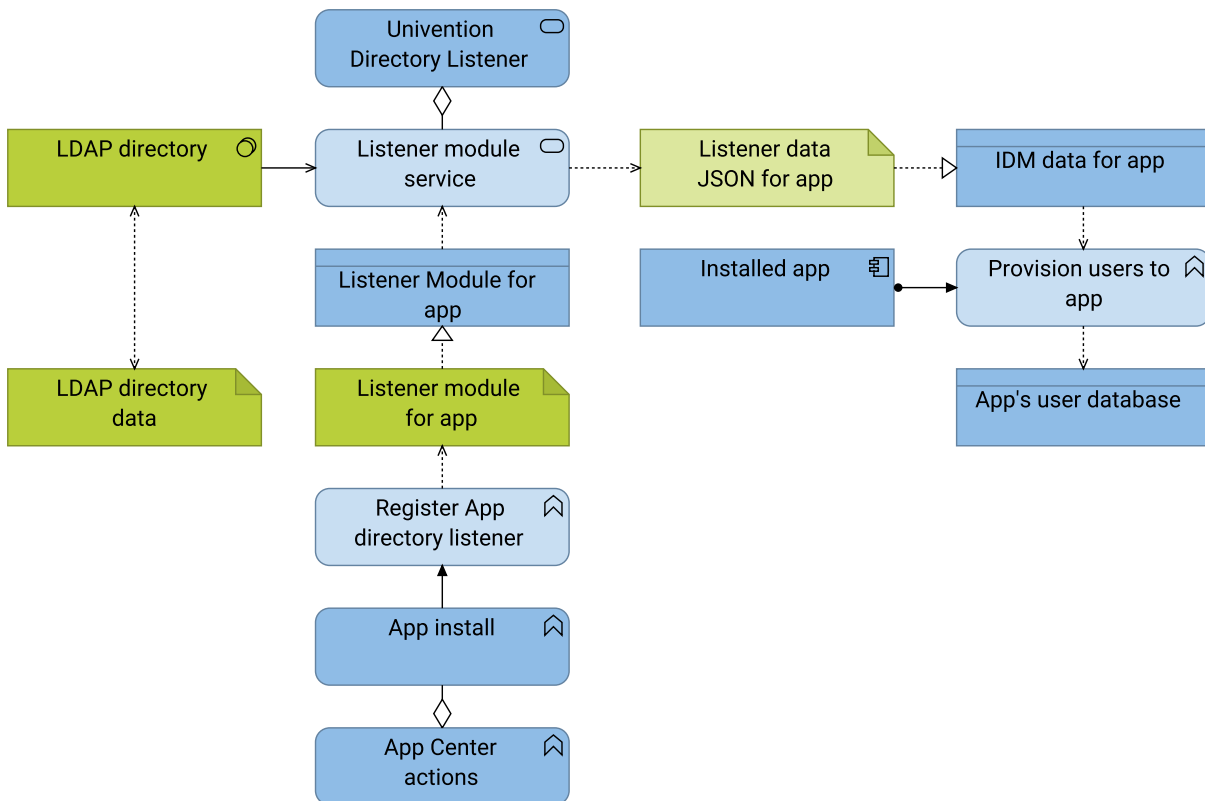 Univention
Directory Listener
LDAP directory
Listener module
service
Listener data
JSON for app
IDM data for app
Listener Module for
app
Installed app
Provision users to
app
LDAP directory
data
Listener module
for app
App's user database
Register App
directory listener
App install
App Center
actions